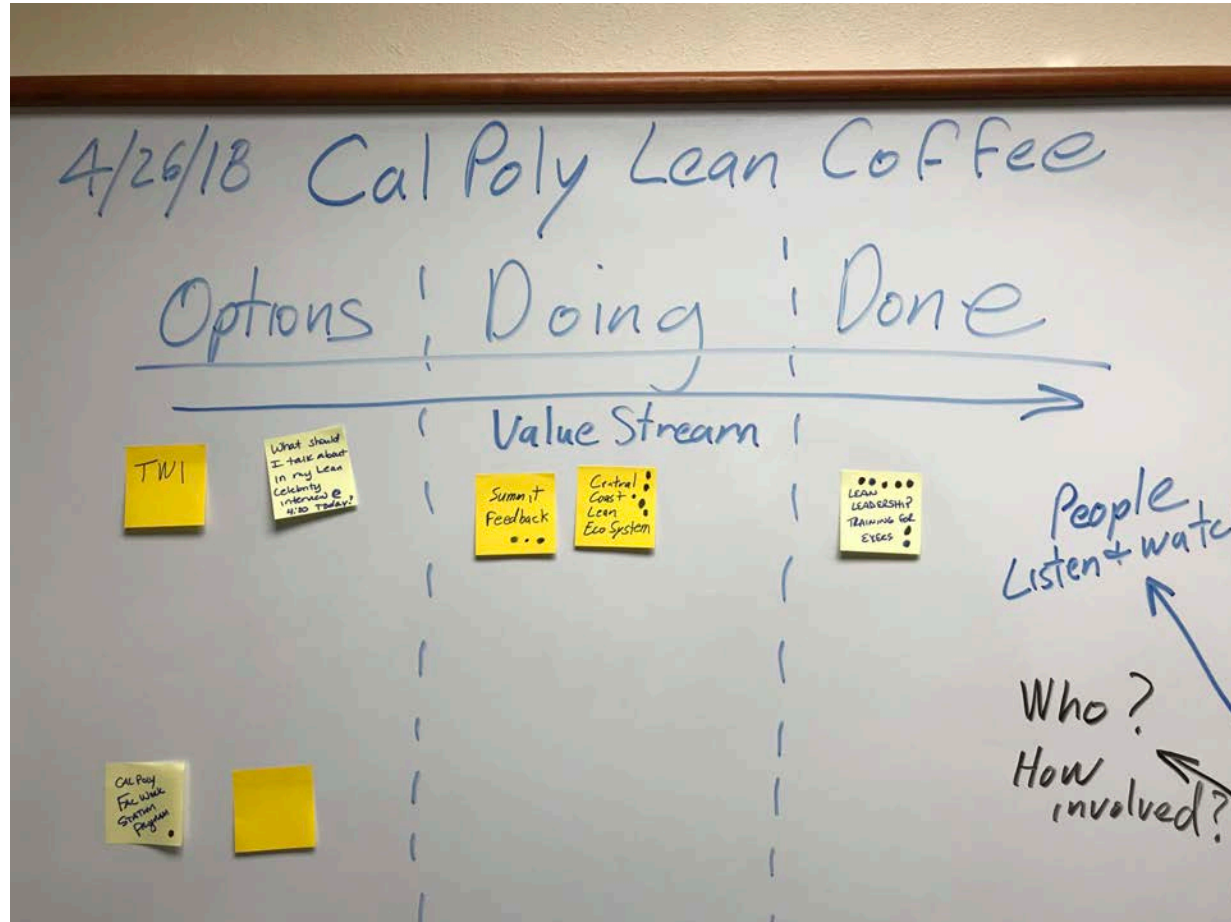 4/26/18 Cal Poly Lean Coffee
Options
Doing
Done
Value Stream
TWI
What should
I talk about
in my Lean
Celebrity
interview @
4:30 Today?
Summit
Feedback
Central
Coast
Lean
Eco System
LEAN
LEADERSHIP
TRAINING FOR
EXECS
People
Listen + watch
Who?
How
involved?
CAL Poly
Fac Work
STATION
Program